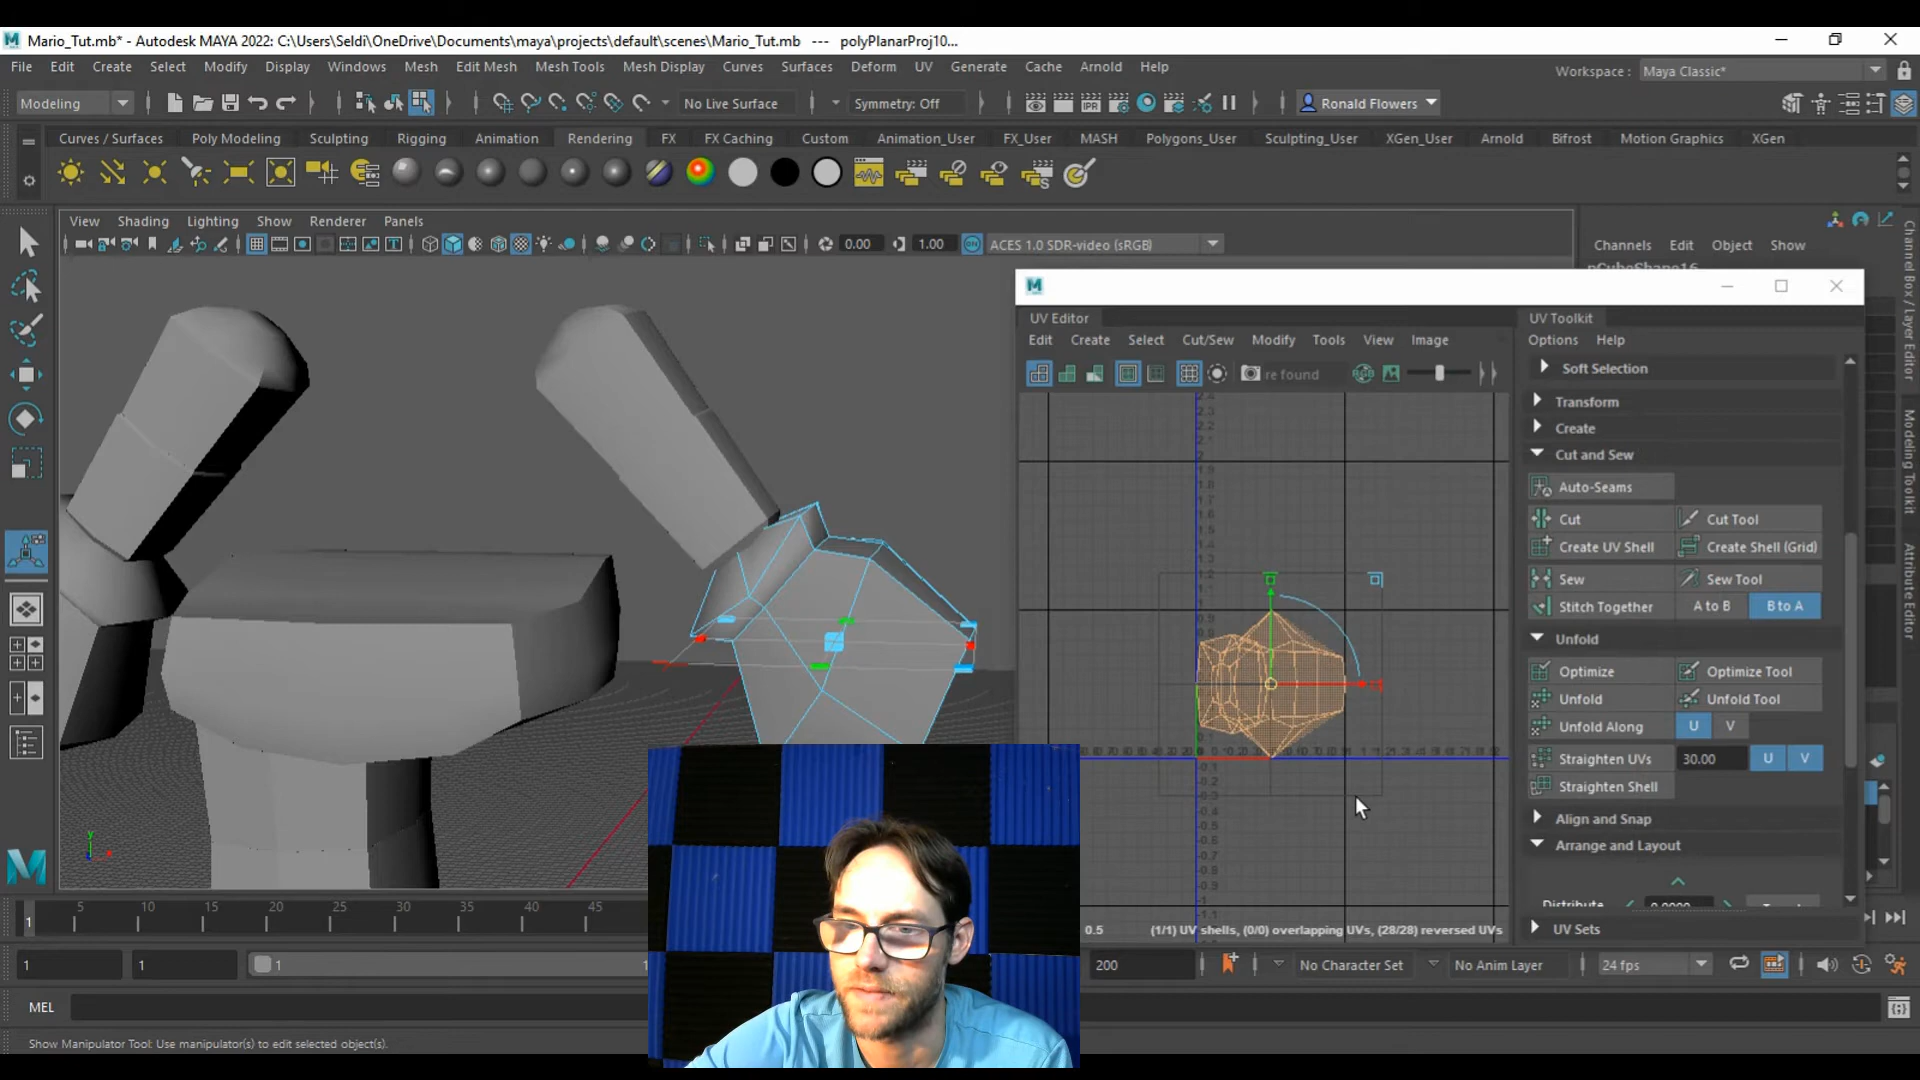 Mario_Tut.mb* - Autodesk MAYA 2022: C:\Users\Seldi\OneDrive\Documents\maya\projects\default\scenes\Mario_Tut.mb --- polyPlanarProj10...
File Edit Create Select Modify Display Windows Mesh Edit Mesh Mesh Tools Mesh Display Curves Surfaces Deform UV Generate Cache Arnold Help
Workspace : Maya Classic*
Modeling No Live Surface Symmetry: Off Ronald Flowers
Curves / Surfaces Poly Modeling Sculpting Rigging Animation Rendering FX FX Caching Custom Animation_User FX_User MASH Polygons_User Sculpting_User XGen_User Arnold Bifrost Motion Graphics XGen
View Shading Lighting Show Renderer Panels
0.00 1.00 ACES 1.0 SDR-video (sRGB)
Channels Edit Object Show
pCubeShape16
Channel Box / Layer Editor
Modeling Toolkit
Attribute Editor
UV Editor
Edit Create Select Cut/Sew Modify Tools View Image
re found
UV Toolkit
Options Help
Soft Selection
Transform
Create
Cut and Sew
Auto-Seams
Cut Cut Tool
Create UV Shell Create Shell (Grid)
Sew Sew Tool
Stitch Together A to B B to A
Unfold
Optimize Optimize Tool
Unfold Unfold Tool
Unfold Along U V
Straighten UVs 30.00 U V
Straighten Shell
Align and Snap
Arrange and Layout
Distribute 0.0000
UV Sets
0.5 (1/1) UV shells, (0/0) overlapping UVs, (28/28) reversed UVs
1 5 10 15 20 25 30 35 40 45
1 1 1 200 No Character Set No Anim Layer 24 fps
MEL
Show Manipulator Tool: Use manipulator(s) to edit selected object(s).